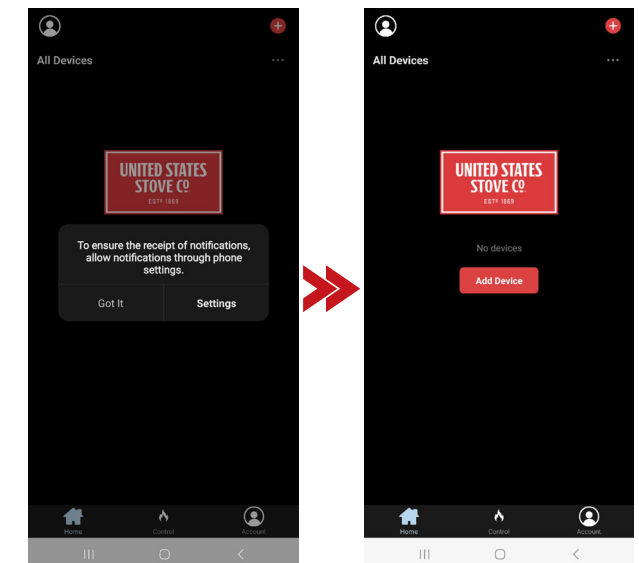 All Devices
UNITED STATES
STOVE CO.
ESTD 1869
To ensure the receipt of notifications,
allow notifications through phone
settings.
Got It
Settings
Home
Control
Account
All Devices
UNITED STATES
STOVE CO.
ESTD 1869
No devices
Add Device
Home
Control
Account